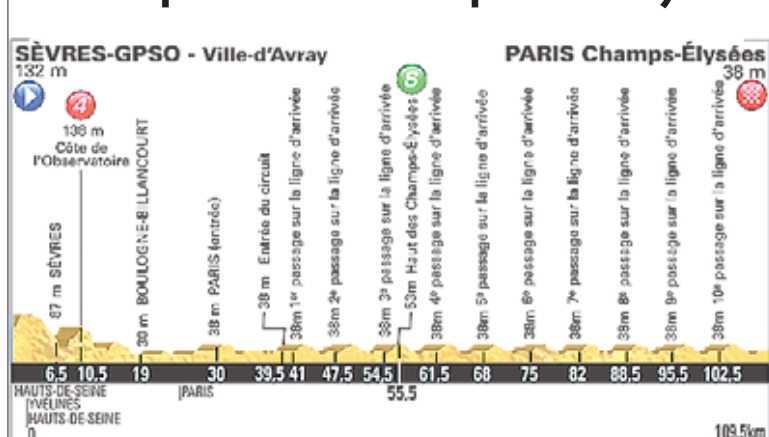 SÈVRES-GPSO - Ville-d'Avray
132 m
PARIS Champs-Élysées
38 m
4
138 m
Côte de
l'Observatoire
S
87 m SÈVRES
30 m BOULOGNE-BILLANCOURT
38 m PARIS (entrée)
38 m Entrée du circuit
38m 1er passage sur la ligne d'arrivée
38m 2e passage sur la ligne d'arrivée
38m 3e passage sur la ligne d'arrivée
53m Haut des Champs-Élysées
38m 4e passage sur la ligne d'arrivée
38m 5e passage sur la ligne d'arrivée
38m 6e passage sur la ligne d'arrivée
38m 7e passage sur la ligne d'arrivée
38m 8e passage sur la ligne d'arrivée
38m 9e passage sur la ligne d'arrivée
38m 10e passage sur la ligne d'arrivée
6,5 10,5 19 30 39,5 41 47,5 54,5 61,5 68 75 82 88,5 95,5 102,5
55,5
HAUTS-DE-SEINE
PARIS
YVELINES
HAUTS-DE-SEINE
0
109.5km